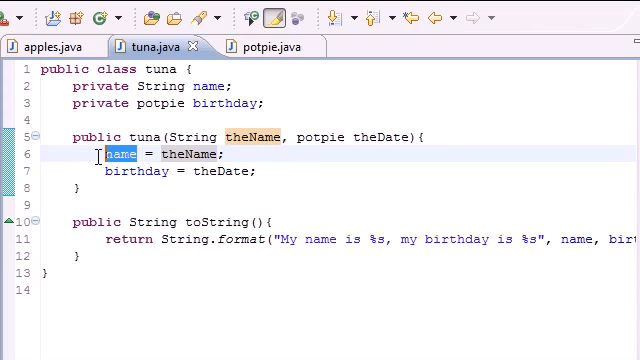 apples.java
tuna.java
potpie.java
1 public class tuna {
2 private String name;
3 private potpie birthday;
4
5 public tuna(String theName, potpie theDate){
6 name = theName;
7 birthday = theDate;
8 }
9
10 public String toString(){
11 return String.format("My name is %s, my birthday is %s", name, birt
12 }
13 }
14